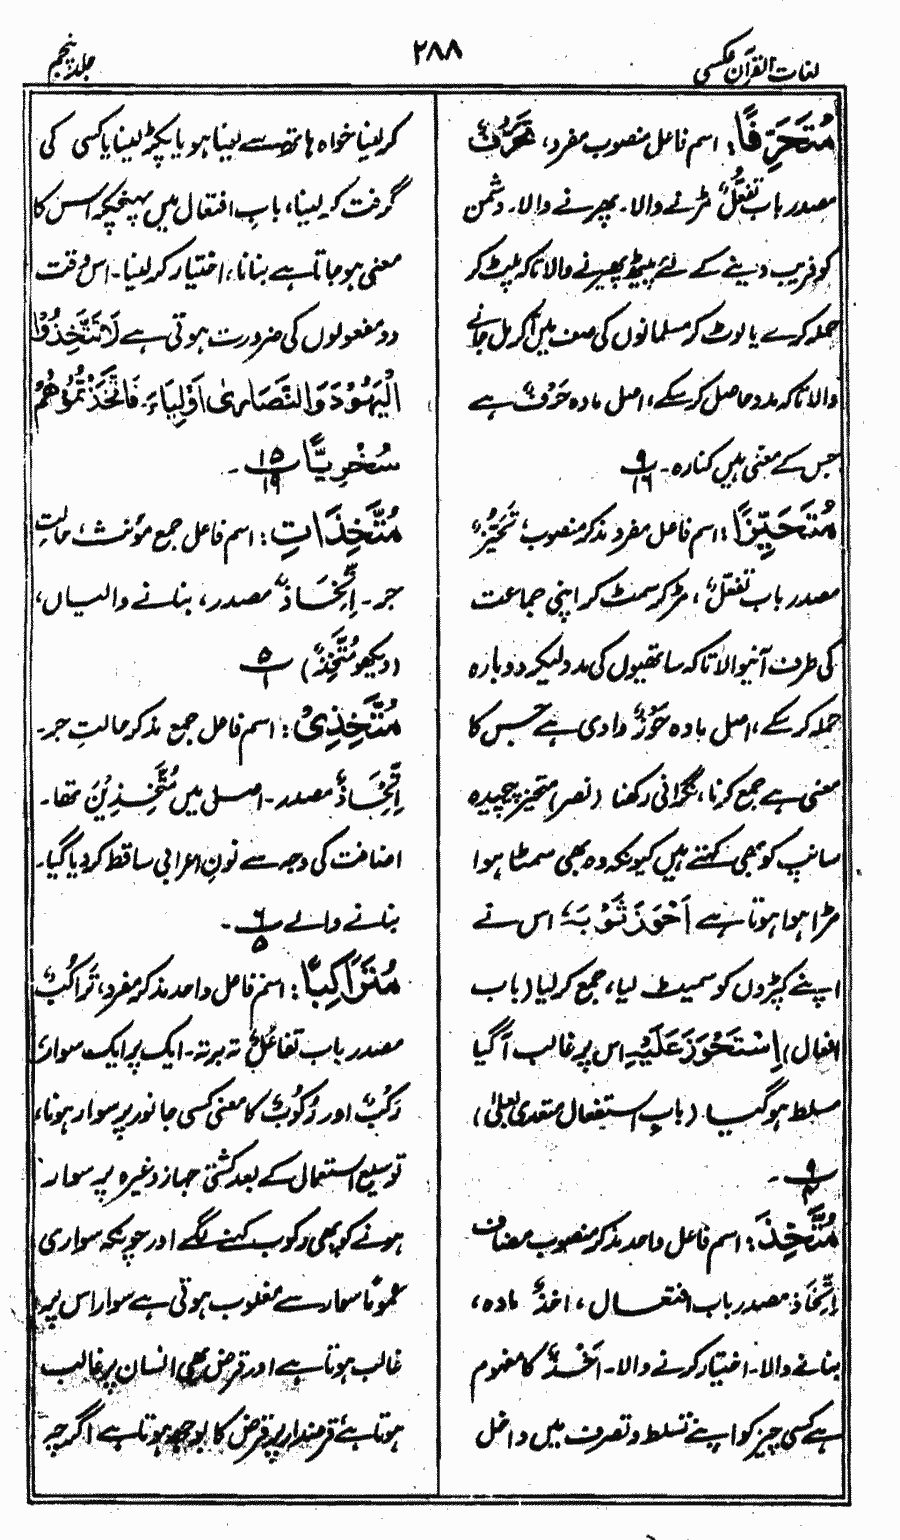 لغات القرآن عکسی
۲۸۸
جلد پنجم
مُتَحَرِّفًا: اسم فاعل منصوب مفرد، تَحَرُّفٌ
مصدر باب تفعّلٌ مڑنے والا۔ پھرنے والا۔ دشمن
کو فریب دینے کے لئے پیٹھ پھیرنے والا تاکہ پلٹ کر
حملہ کرے یا لوٹ کر مسلمانوں کی صف میں آکر مل جانے
والا تاکہ مدد حاصل کر سکے، اصل مادہ حَرْفٌ ہے
جس کے معنی ہیں کنارہ۔ ۹/۱۶
مُتَحَيِّزًا: اسم فاعل مفرد مذکر منصوب، تَحَيُّزٌ
مصدر باب تفعّلٌ، مڑ کر سمٹ کر اپنی جماعت
کی طرف آنیوالا تاکہ ساتھیوں کی مدد لیکر دوبارہ
حملہ کر سکے، اصل مادہ حَوْزٌ وادی ہے جس کا
معنی ہے جمع کرنا، نگرانی رکھنا (نصر) متحیز پیچیدہ
سانپ کو بھی کہتے ہیں کیونکہ وہ بھی سمٹا ہوا
مڑا ہوا ہوتا ہے اَحْوَزَ ثَوْبَهٗ اس نے
اپنے کپڑوں کو سمیٹ لیا، جمع کر لیا (باب
افعال) اِسْتَحْوَزَ عَلَيْهِ اس پر غالب آ گیا
مسلط ہو گیا (باب استفعال متعدی بعلیٰ)
۹/۷ ۔
مُتَّخِذَ: اسم فاعل واحد مذکر منصوب مضاف
اِتِّخَاذ مصدر باب افتعال، اخذٌ مادہ،
بنانے والا۔ اختیار کرنے والا۔ اَخْذٌ کا مفہوم
ہے کسی چیز کو اپنے تسلط و تصرف میں داخل
کر لینا خواہ ہاتھ سے لینا ہو یا پکڑ لینا یا کسی کی
گرفت کر لینا، بابِ افتعال میں پہنچکر اس کا
معنی ہو جاتا ہے بنانا، اختیار کر لینا۔ اس وقت
دو مفعولوں کی ضرورت ہوتی ہے لَا تَتَّخِذُوْا
الْيَهُوْدَ وَالنَّصَارٰى اَوْلِيَاءَ۔ فَاتَّخَذْتُمُوْهُمْ
سُخْرِيًّا ۱۵/۱۹ ۔
مُتَّخِذَاتِ: اسم فاعل جمع مؤنث، حالتِ
جر۔ اِتِّخَاذٌ مصدر، بنانے والیاں،
(دیکھو مُتَّخِذٌ) ۵/۱
مُتَّخِذِىْ: اسم فاعل جمع مذکر حالتِ جر۔
اِتِّخَاذٌ مصدر۔ اصل میں مُتَّخِذِيْنَ تھا۔
اضافت کی وجہ سے نونِ اعرابی ساقط کر دیا گیا۔
بنانے والے ۶/۵ ۔
مُتَرَاكِبًا: اسم فاعل واحد مذکر مفرد، تَرَاكُبٌ
مصدر باب تفاعُلٌ تہ بر تہ۔ ایک پر ایک سوار،
رَكْبٌ اور رُكُوْبٌ کا معنی کسی جانور پر سوار ہونا،
توسیع استعمال کے بعد کشتی جہاز وغیرہ پر سوار
ہونے کو بھی رکوب کہنے لگے اور چونکہ سواری
عمومًا سوار سے مغلوب ہوتی ہے سوار اس پر
غالب ہوتا ہے اور قرض بھی انسان پر غالب
ہوتا ہے، قرضدار پر قرض کا بوجھ ہوتا ہے اگرچہ